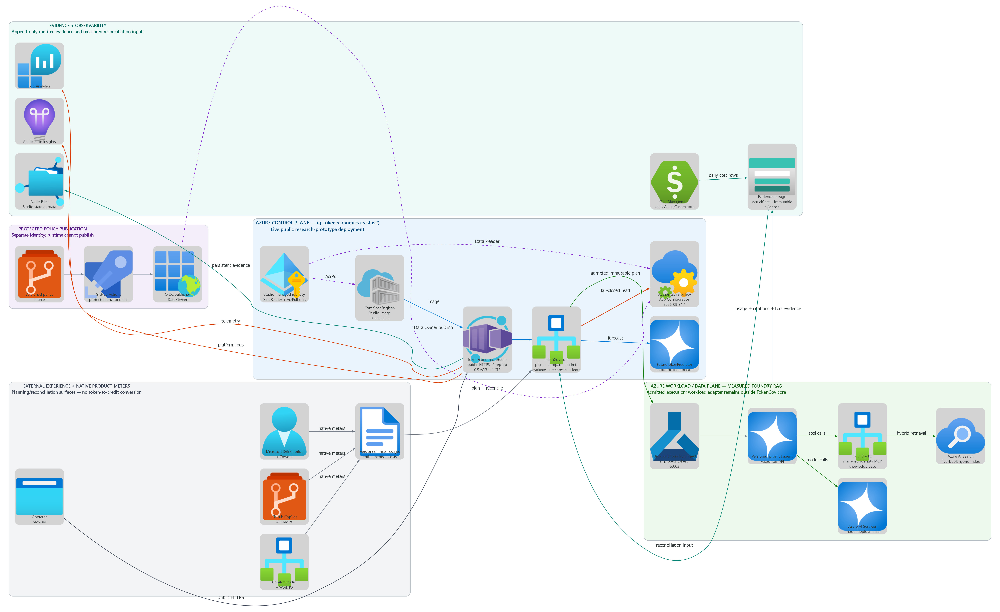 EVIDENCE + OBSERVABILITY
Append-only runtime evidence and measured reconciliation inputs
Log Analytics
Application Insights
Azure Files
Studio state at /data
Cost Management
daily ActualCost export
daily cost rows
Evidence storage
ActualCost + immutable
evidence
PROTECTED POLICY PUBLICATION
Separate identity; runtime cannot publish
Versioned policy
source
GitHub Actions
protected environment
OIDC publisher
Data Owner
persistent evidence
telemetry
platform logs
AZURE CONTROL PLANE — rg-tokeneconomics (eastus2)
Live public research-prototype deployment
Studio managed identity
Data Reader + AcrPull only
AcrPull
Data Reader
Container Registry
Studio image
20260901.3
image
Data Owner publish
TokenEconomics Studio
public HTTPS · 1 replica
0.5 vCPU · 1 GiB
TokenGov core
plan → compare → admit
evaluate → reconcile → learn
admitted immutable plan
fail-closed read
forecast
Authoritative policy
App Configuration
2026-08-31.1
FutureTokenPredictor
model/token forecast
usage + citations + tool evidence
plan + reconcile
EXTERNAL EXPERIENCE + NATIVE PRODUCT METERS
Planning/reconciliation surfaces — no token-to-credit conversion
Operator
browser
Microsoft 365 Copilot
+ Cowork
native meters
Versioned prices, usage,
entitlements + costs
native meters
GitHub Copilot
AI Credits
native meters
Copilot Studio
+ Work IQ
public HTTPS
AZURE WORKLOAD / DATA PLANE — MEASURED FOUNDRY RAG
Admitted execution; workload adapter remains outside TokenGov core
Microsoft Foundry project
ai-project-token...
te003
Versioned prompt agent
Responses API
tool calls
model calls
Foundry IQ
managed-identity MCP
knowledge base
hybrid retrieval
Azure AI Search
five-book hybrid index
Azure AI Services
model deployments
reconciliation input